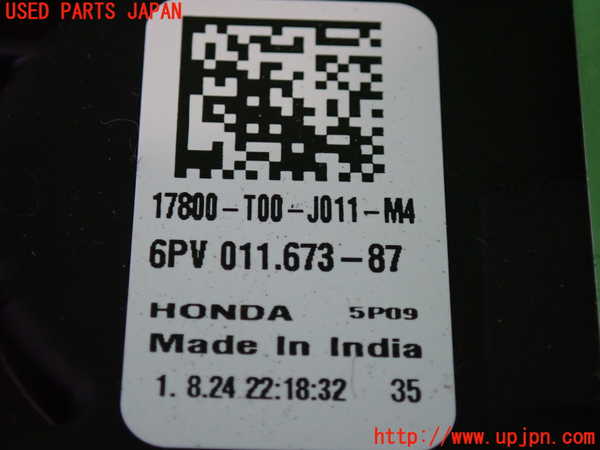 USED PARTS JAPAN
17800-T00-J011-M4
6PV 011.673-87
HONDA 5P09
Made In India
1. 8.24 22:18:32 35
http://www.upjpn.com